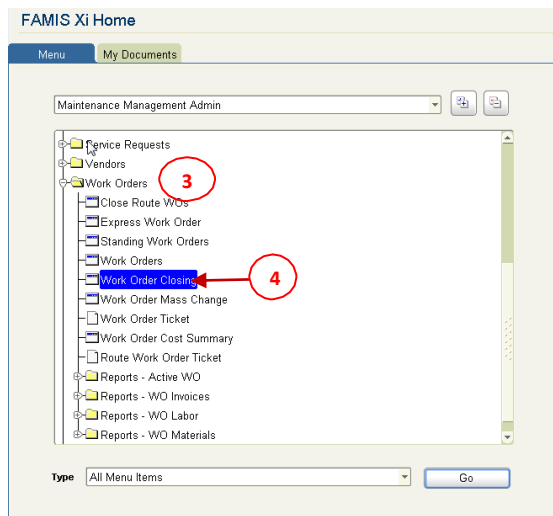 FAMIS Xi Home
Menu My Documents
Maintenance Management Admin
Service Requests
Vendors
Work Orders 3
Close Route WOs
Express Work Order
Standing Work Orders
Work Orders
Work Order Closing 4
Work Order Mass Change
Work Order Ticket
Work Order Cost Summary
Route Work Order Ticket
Reports - Active WO
Reports - WO Invoices
Reports - WO Labor
Reports - WO Materials
Type All Menu Items Go